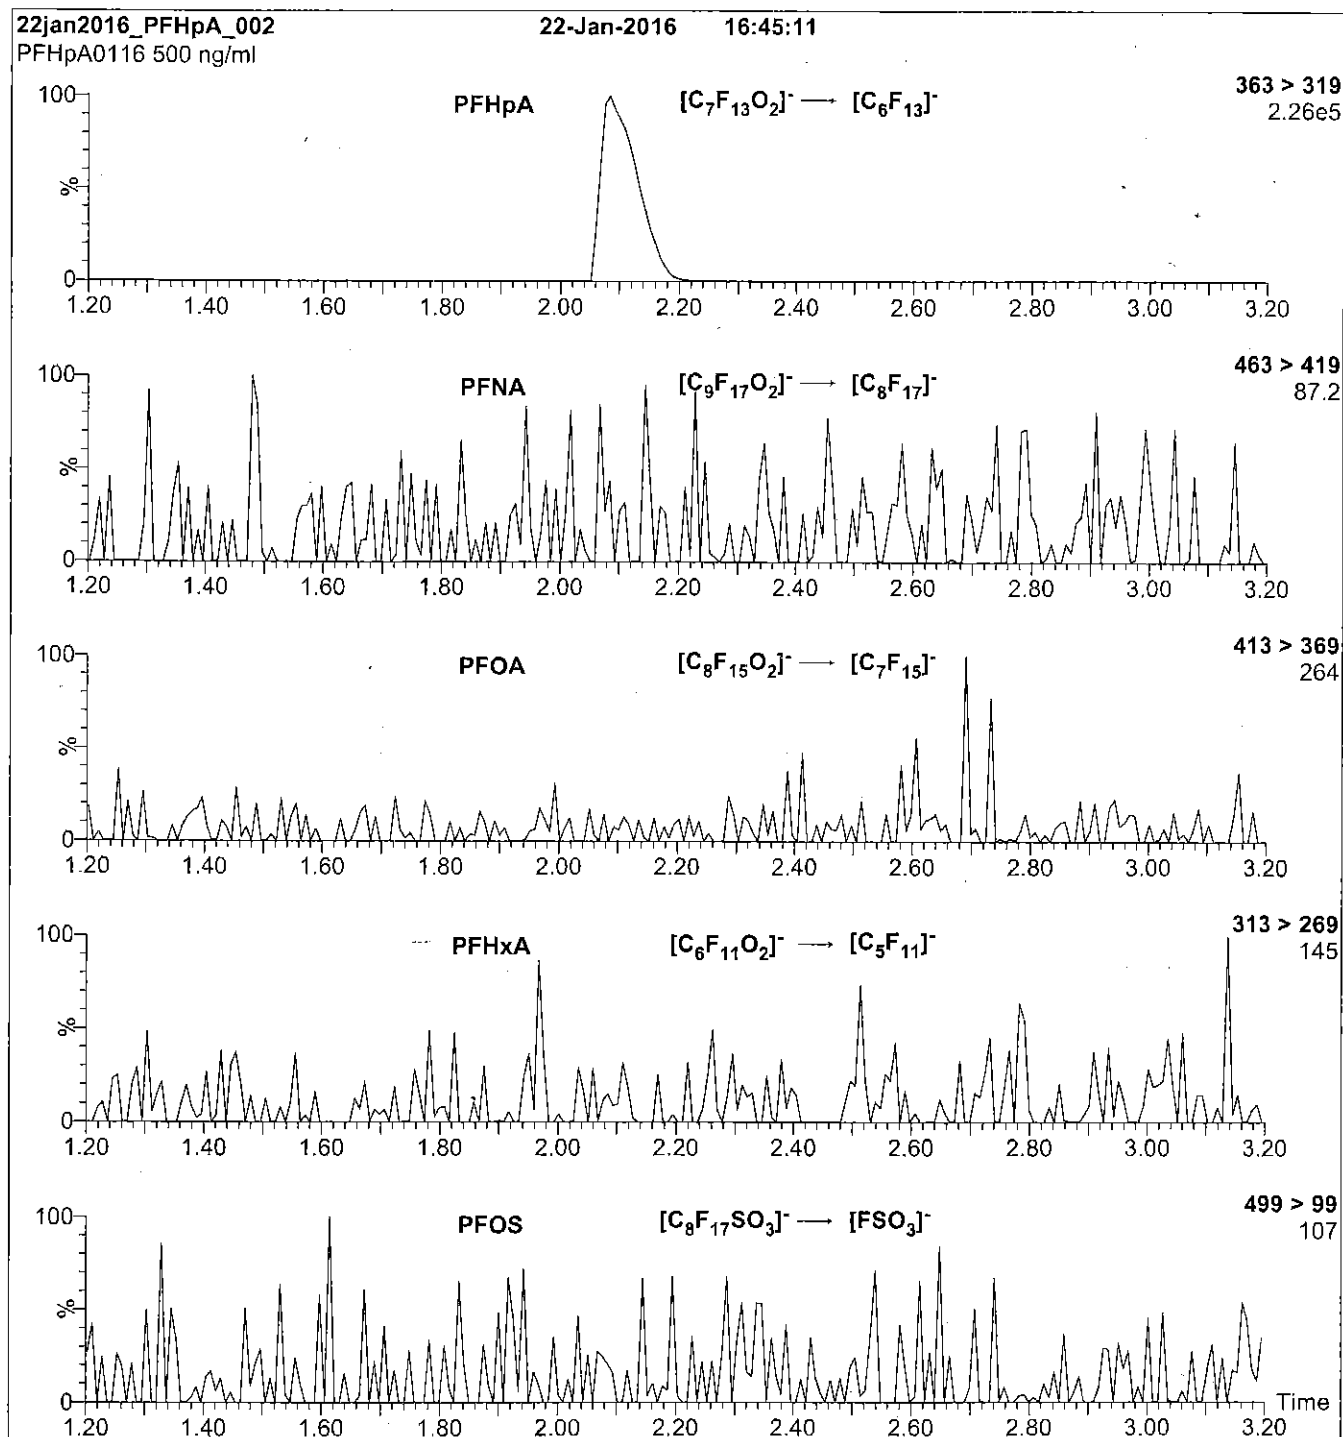 22jan2016_PFHpA_002 22-Jan-2016 16:45:11
PFHpA0116 500 ng/ml
363 > 319
2.26e5
PFHpA [C₇F₁₃O₂]⁻ → [C₆F₁₃]⁻
100
%
0
1.20 1.40 1.60 1.80 2.00 2.20 2.40 2.60 2.80 3.00 3.20
463 > 419
87.2
PFNA [C₉F₁₇O₂]⁻ → [C₈F₁₇]⁻
100
%
0
1.20 1.40 1.60 1.80 2.00 2.20 2.40 2.60 2.80 3.00 3.20
413 > 369
264
PFOA [C₈F₁₅O₂]⁻ → [C₇F₁₅]⁻
100
%
0
1.20 1.40 1.60 1.80 2.00 2.20 2.40 2.60 2.80 3.00 3.20
313 > 269
145
PFHxA [C₆F₁₁O₂]⁻ → [C₅F₁₁]⁻
100
%
0
1.20 1.40 1.60 1.80 2.00 2.20 2.40 2.60 2.80 3.00 3.20
499 > 99
107
PFOS [C₈F₁₇SO₃]⁻ → [FSO₃]⁻
100
%
0
Time
1.20 1.40 1.60 1.80 2.00 2.20 2.40 2.60 2.80 3.00 3.20